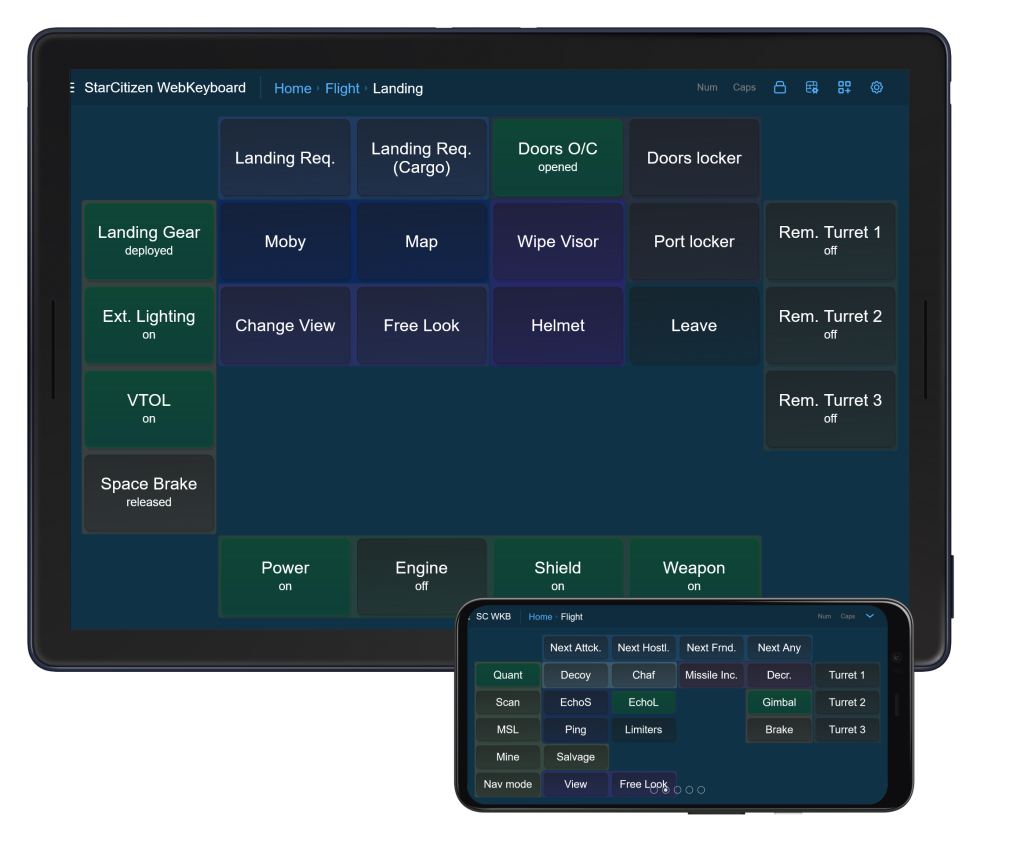 StarCitizen WebKeyboard Home Flight Landing Num Caps
Landing Req.
Landing Req.
(Cargo)
Doors O/C
opened
Doors locker
Landing Gear
deployed
Moby
Map
Wipe Visor
Port locker
Rem. Turret 1
off
Ext. Lighting
on
Change View
Free Look
Helmet
Leave
Rem. Turret 2
off
VTOL
on
Rem. Turret 3
off
Space Brake
released
Power
on
Engine
off
Shield
on
Weapon
on
SC WKB Home Flight Num Caps
Next Attck. Next Hostl. Next Frnd. Next Any
Quant Decoy Chaf Missile Inc. Decr. Turret 1
Scan EchoS EchoL Gimbal Turret 2
MSL Ping Limiters Brake Turret 3
Mine Salvage
Nav mode View Free Look